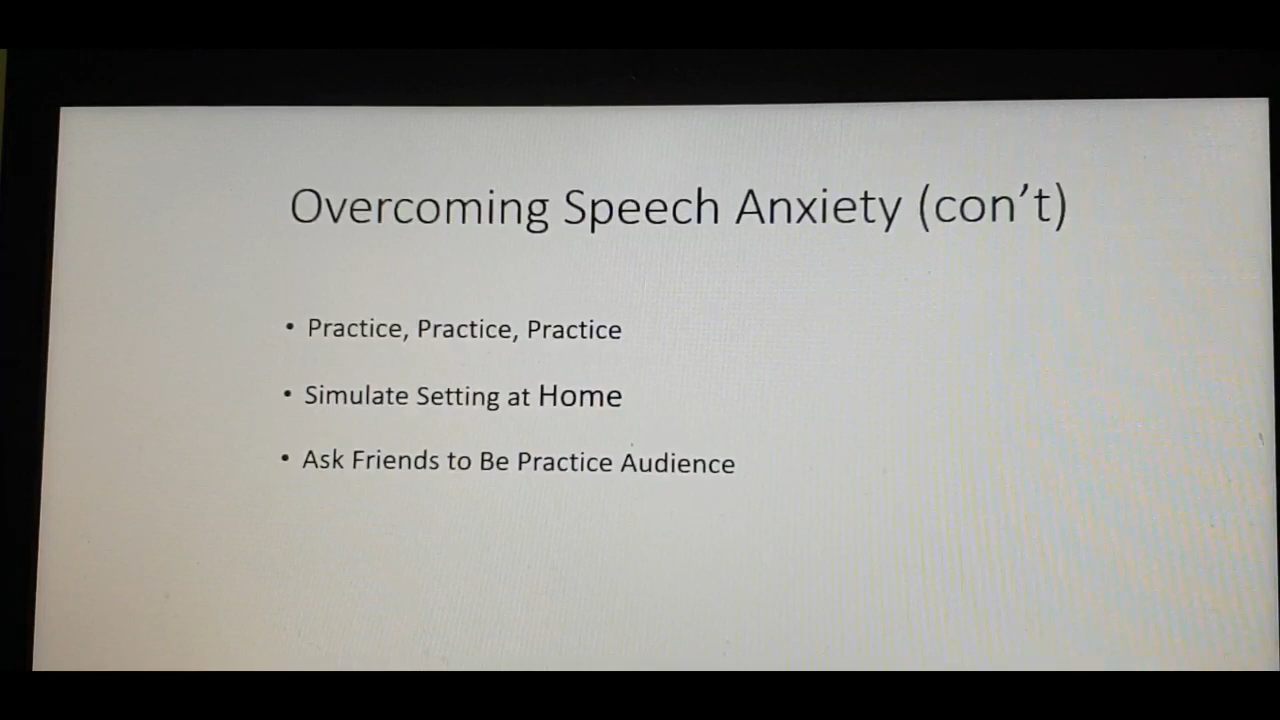 Overcoming Speech Anxiety (con’t)
• Practice, Practice, Practice
• Simulate Setting at Home
• Ask Friends to Be Practice Audience